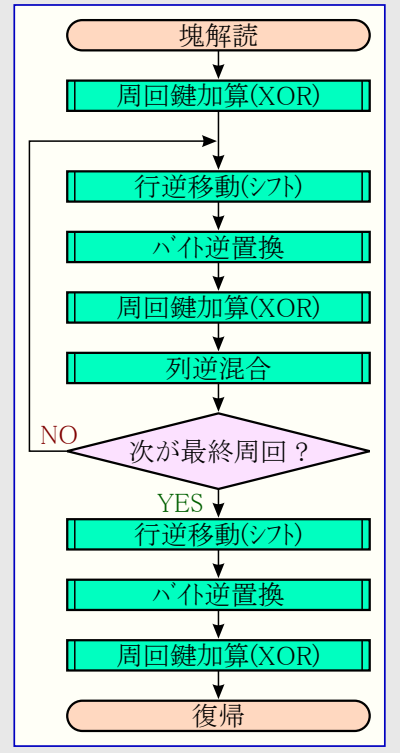 塊解読
周回鍵加算(XOR)
行逆移動(シフト)
バイト逆置換
周回鍵加算(XOR)
列逆混合
次が最終周回？
NO
YES
行逆移動(シフト)
バイト逆置換
周回鍵加算(XOR)
復帰